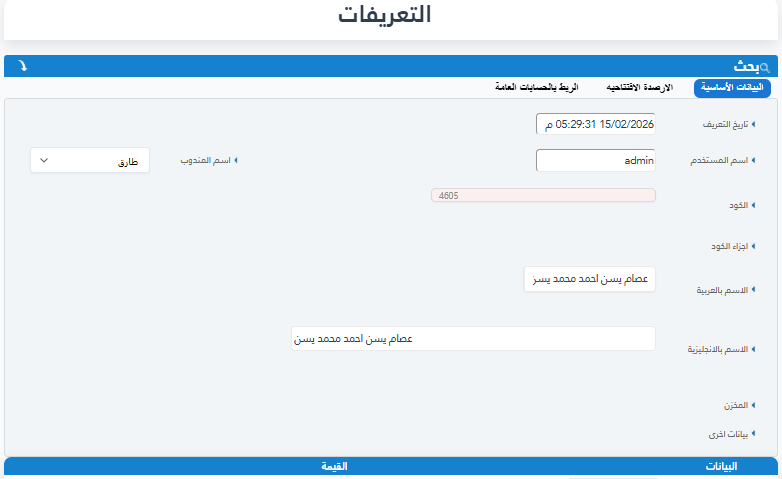 التعريفات
بحث
البيانات الأساسية الارصدة الافتتاحيه الربط بالحسابات العامة
تاريخ التعريف 15/02/2026 05:29:31 م
اسم المستخدم admin اسم المندوب طارق
الكود 4605
اجزاء الكود
الاسم بالعربية عصام يسن احمد محمد يسن
الاسم بالانجليزية عصام يسن احمد محمد يسن
المخزن
بيانات اخرى
البيانات القيمة